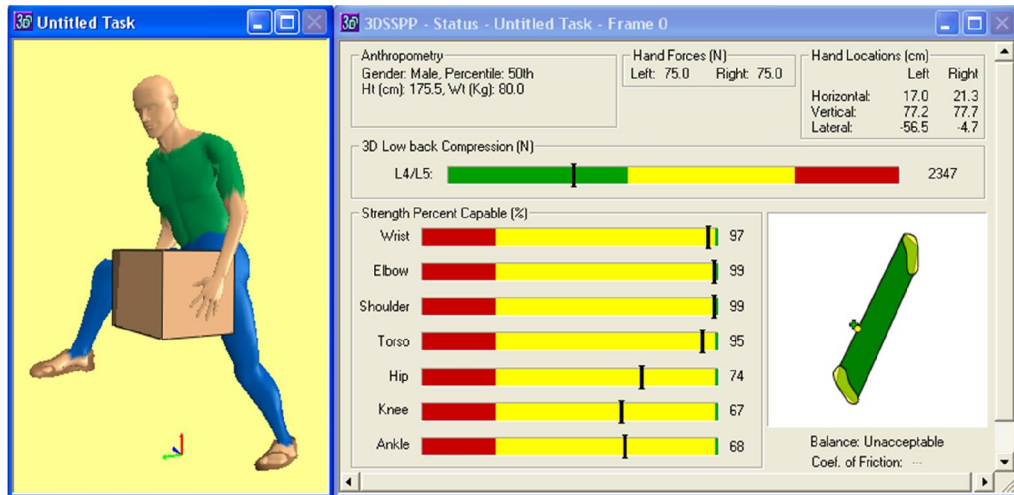 Untitled Task
3DSSPP - Status - Untitled Task - Frame 0
Anthropometry
Gender: Male, Percentile: 50th
Ht (cm): 175.5, Wt (Kg): 80.0
Hand Forces (N)
Left: 75.0 Right: 75.0
Hand Locations (cm)
Left Right
Horizontal: 17.0 21.3
Vertical: 77.2 77.7
Lateral: -56.5 -4.7
3D Low back Compression (N)
L4/L5: 2347
Strength Percent Capable (%)
Wrist 97
Elbow 99
Shoulder 99
Torso 95
Hip 74
Knee 67
Ankle 68
Balance: Unacceptable
Coef. of Friction: ---